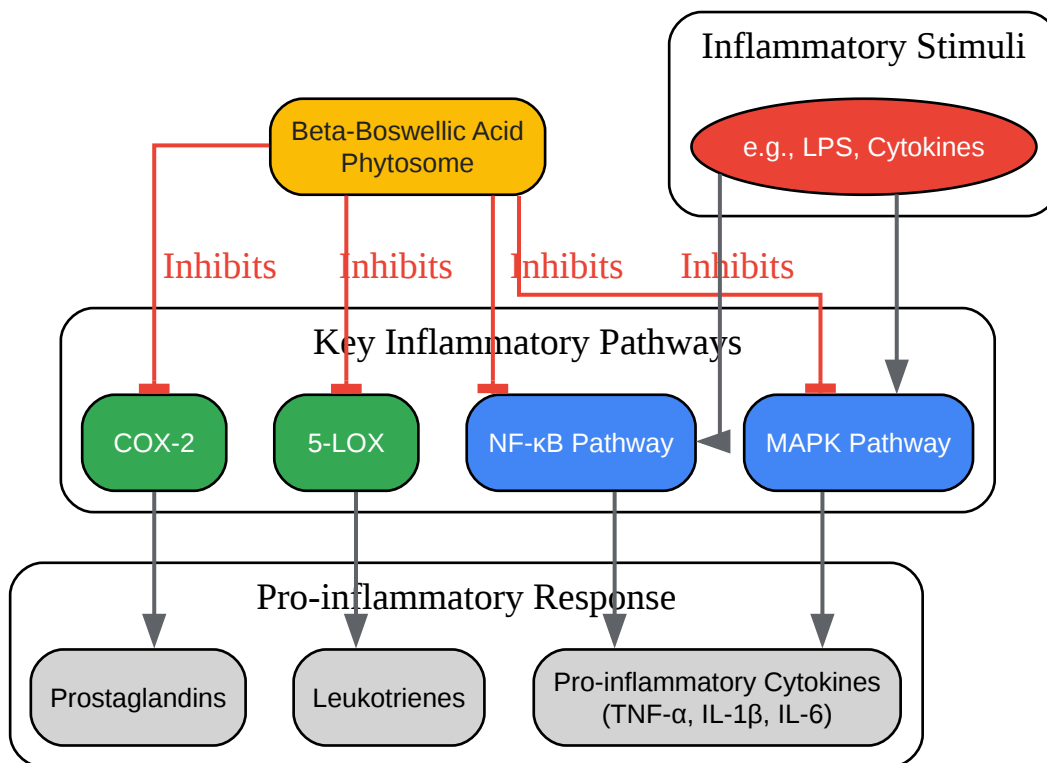 Inflammatory Stimuli
Beta-Boswellic Acid
Phytosome
e.g., LPS, Cytokines
Inhibits
Inhibits
Inhibits
Inhibits
Key Inflammatory Pathways
COX-2
5-LOX
NF-κB Pathway
MAPK Pathway
Pro-inflammatory Response
Prostaglandins
Leukotrienes
Pro-inflammatory Cytokines
(TNF-α, IL-1β, IL-6)